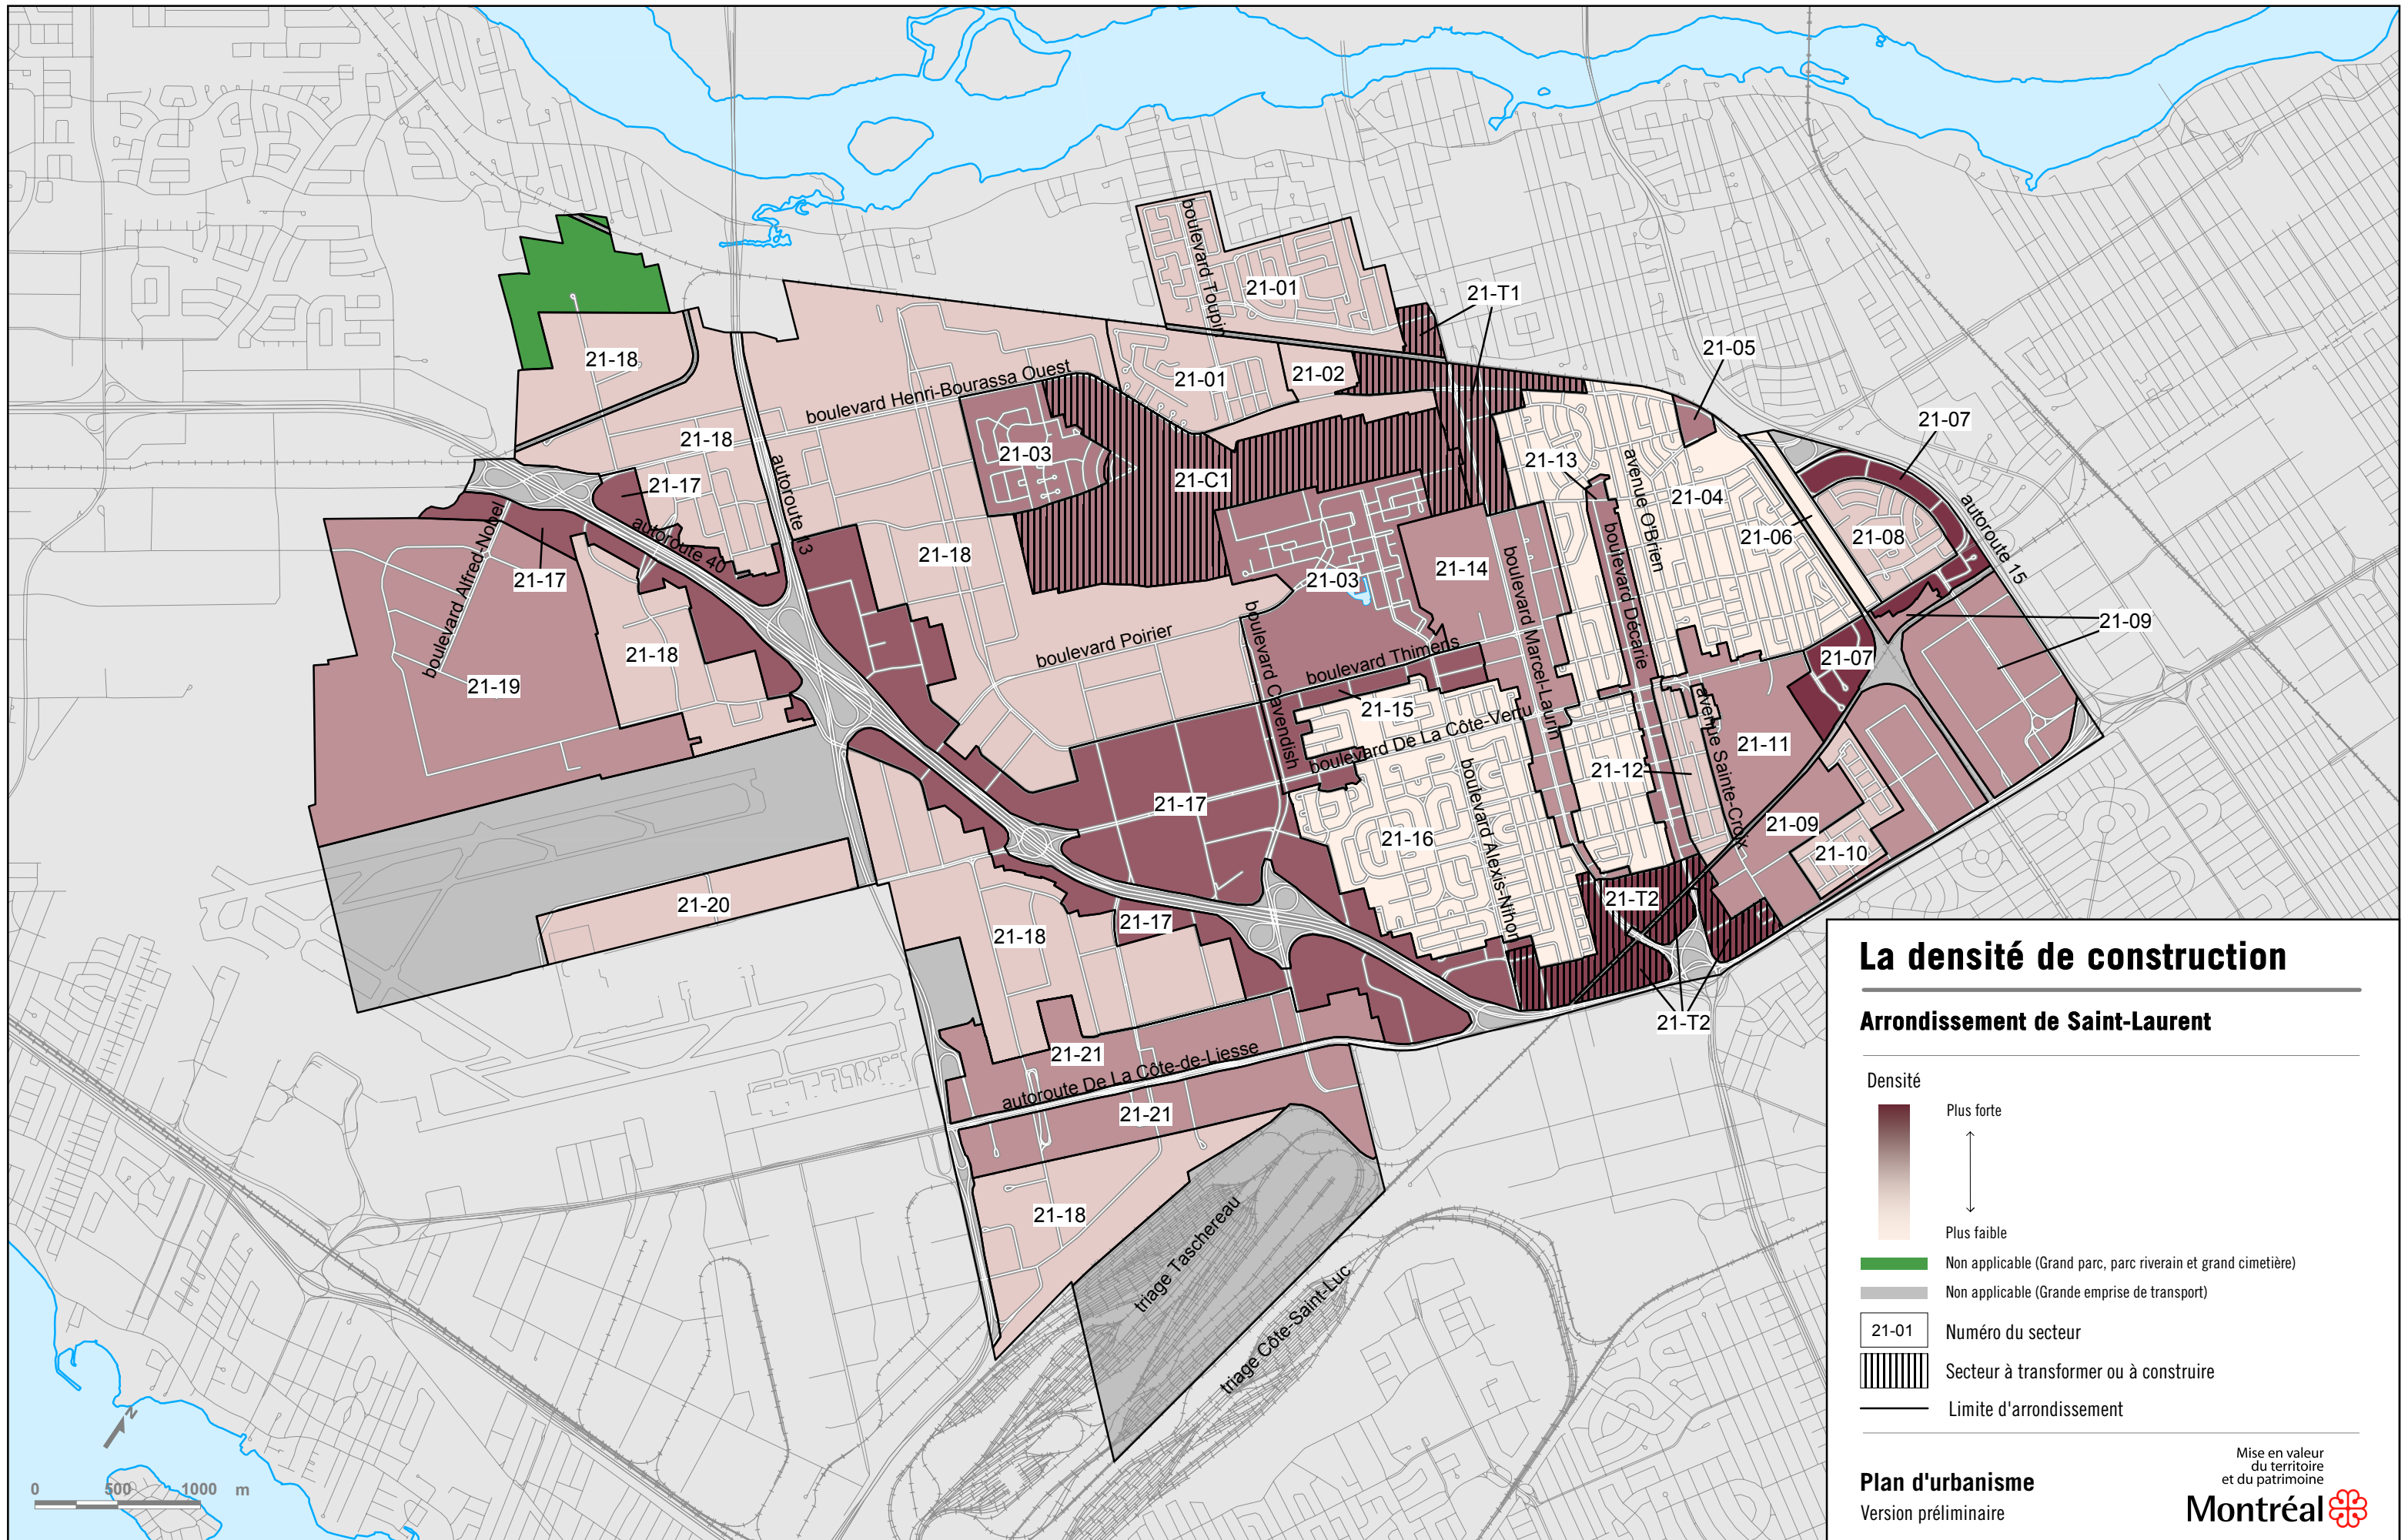 boulevard Toupin
21-01
21-T1
21-05
21-18
21-01
21-02
boulevard Henri-Bourassa Ouest
21-07
21-18
21-03
21-13
21-17
21-C1
avenue O'Brien
21-04
autoroute 13
autoroute 40
boulevard Alfred-Nobel
21-06
21-08
autoroute 15
21-18
21-17
21-03
21-14
boulevard Marcel-Laurin
boulevard Décarie
21-09
boulevard Poirier
boulevard Cavendish
boulevard Thimens
21-18
21-19
21-07
21-15
boulevard De La Côte-Vertu
avenue Sainte-Croix
21-11
21-12
21-17
boulevard Alexis-Nihon
21-16
21-09
21-10
21-20
21-T2
21-17
21-18
21-T2
21-21
autoroute De La Côte-de-Liesse
21-21
21-18
triage Taschereau
triage Côte-Saint-Luc
N
0 500 1000 m
La densité de construction
Arrondissement de Saint-Laurent
Densité
Plus forte
Plus faible
Non applicable (Grand parc, parc riverain et grand cimetière)
Non applicable (Grande emprise de transport)
21-01 Numéro du secteur
Secteur à transformer ou à construire
Limite d'arrondissement
Plan d'urbanisme
Version préliminaire
Mise en valeur
du territoire
et du patrimoine
Montréal